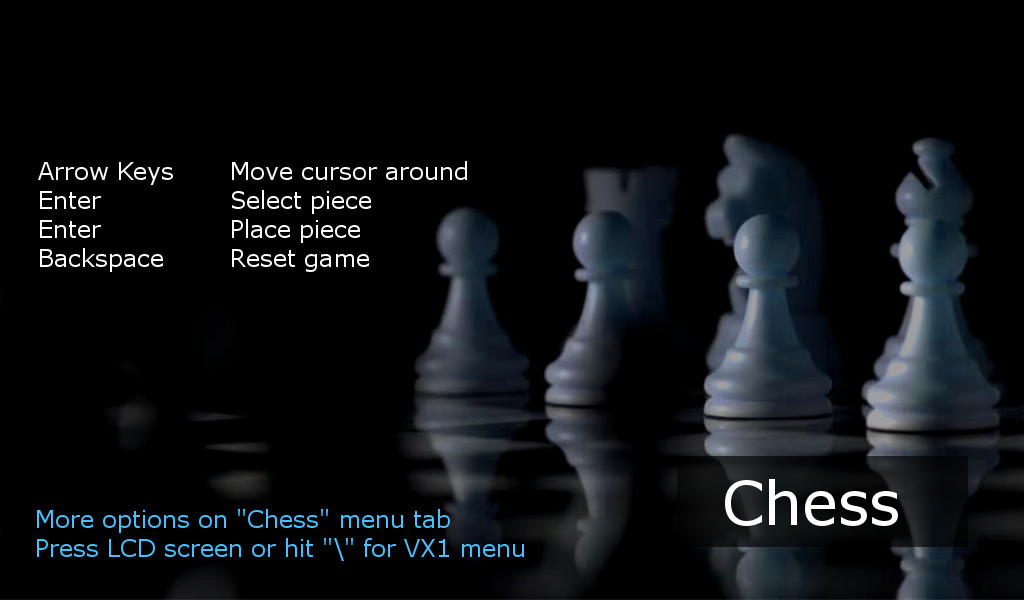 Arrow Keys Move cursor around
Enter Select piece
Enter Place piece
Backspace Reset game
Chess
More options on "Chess" menu tab
Press LCD screen or hit "\" for VX1 menu